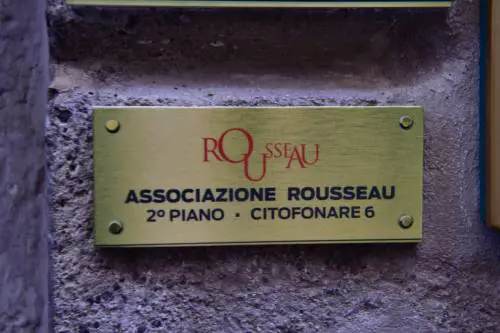 ROUSSEAU
ASSOCIAZIONE ROUSSEAU
2º PIANO · CITOFONARE 6